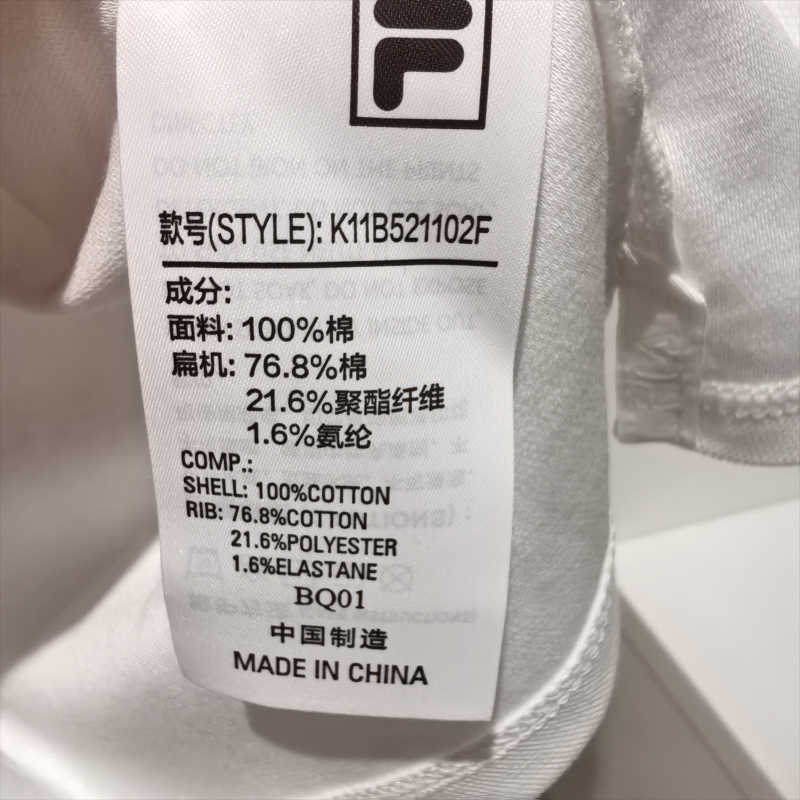 款号(STYLE): K11B521102F
成分:
面料: 100%棉
扁机: 76.8%棉
21.6%聚酯纤维
1.6%氨纶
COMP.:
SHELL: 100%COTTON
RIB: 76.8%COTTON
21.6%POLYESTER
1.6%ELASTANE
BQ01
中国制造
MADE IN CHINA